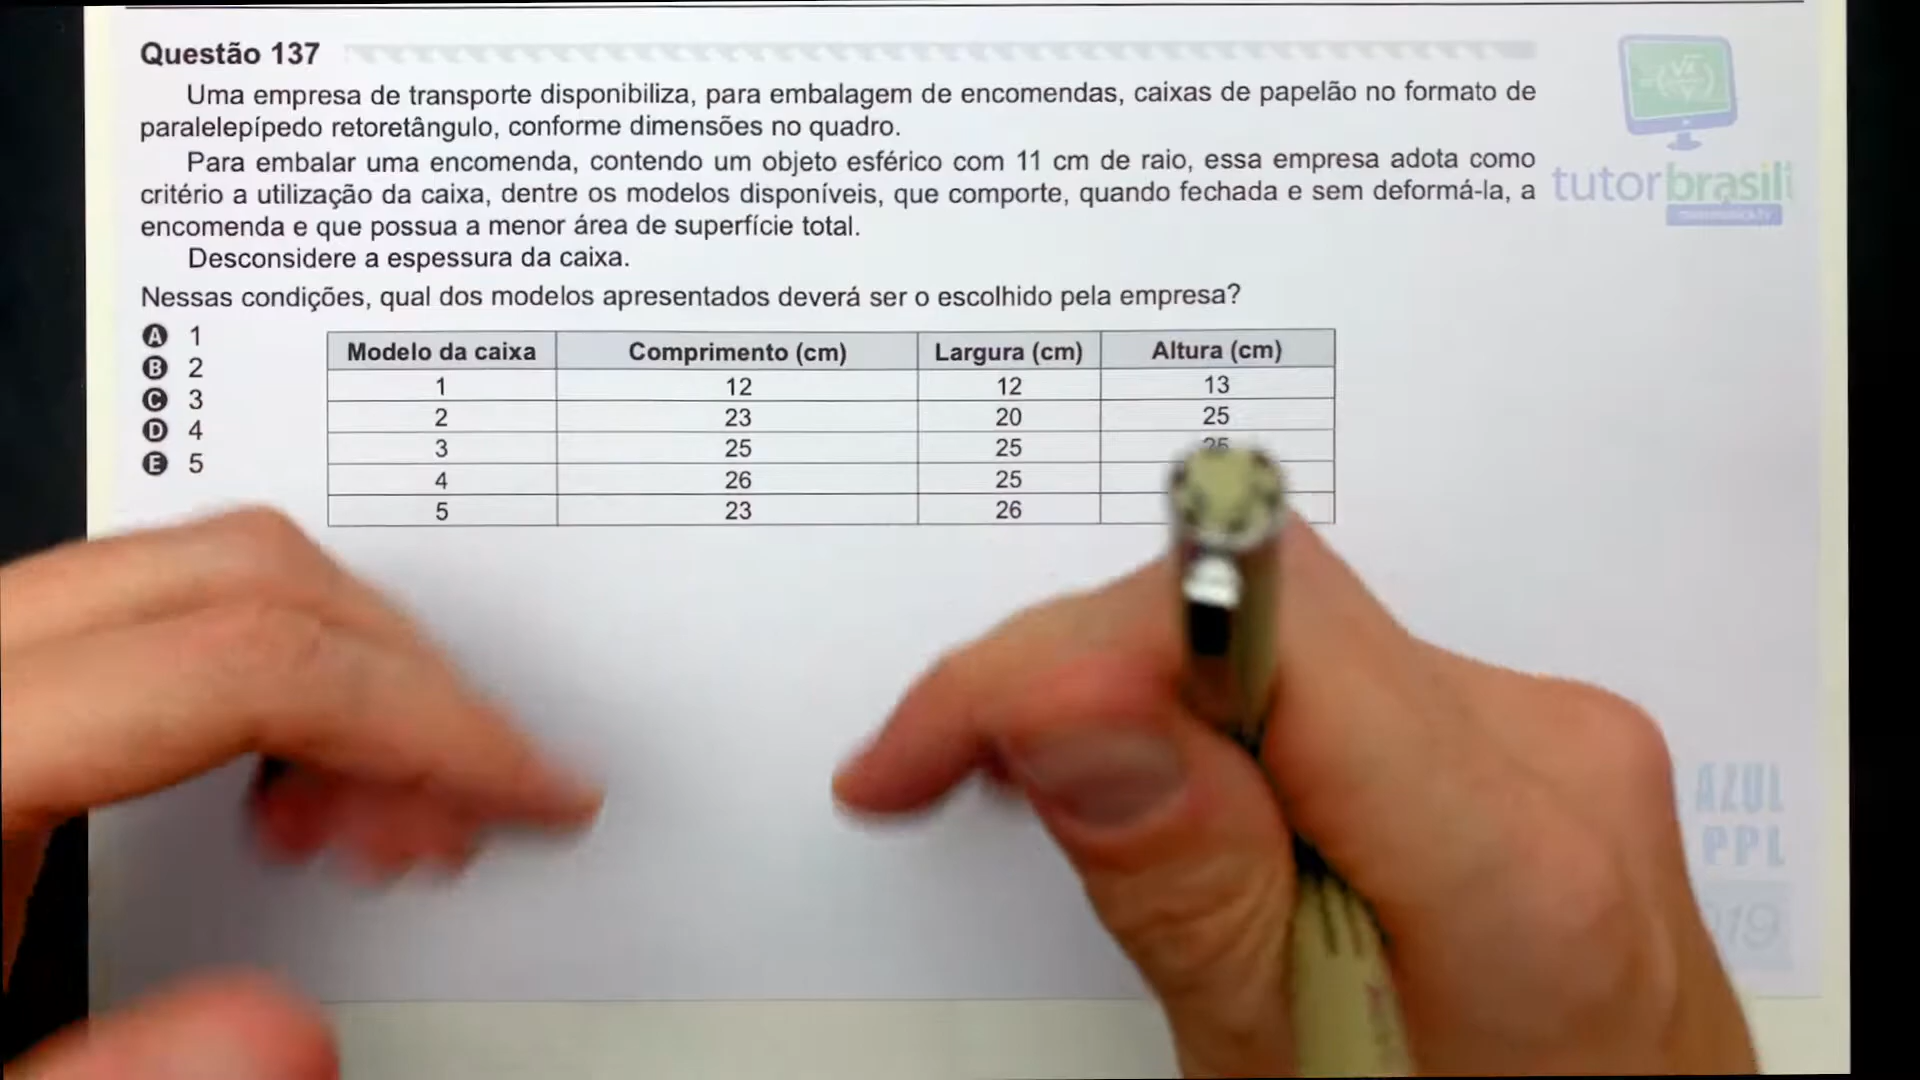 Questão 137
Uma empresa de transporte disponibiliza, para embalagem de encomendas, caixas de papelão no formato de
paralelepípedo retoretângulo, conforme dimensões no quadro.
Para embalar uma encomenda, contendo um objeto esférico com 11 cm de raio, essa empresa adota como
critério a utilização da caixa, dentre os modelos disponíveis, que comporte, quando fechada e sem deformá-la, a
encomenda e que possua a menor área de superfície total.
Desconsidere a espessura da caixa.
Nessas condições, qual dos modelos apresentados deverá ser o escolhido pela empresa?
A 1
B 2
C 3
D 4
E 5
Modelo da caixa Comprimento (cm) Largura (cm) Altura (cm)
1 12 12 13
2 23 20 25
3 25 25 25
4 26 25
5 23 26
tutorbrasil
AZUL
PPL